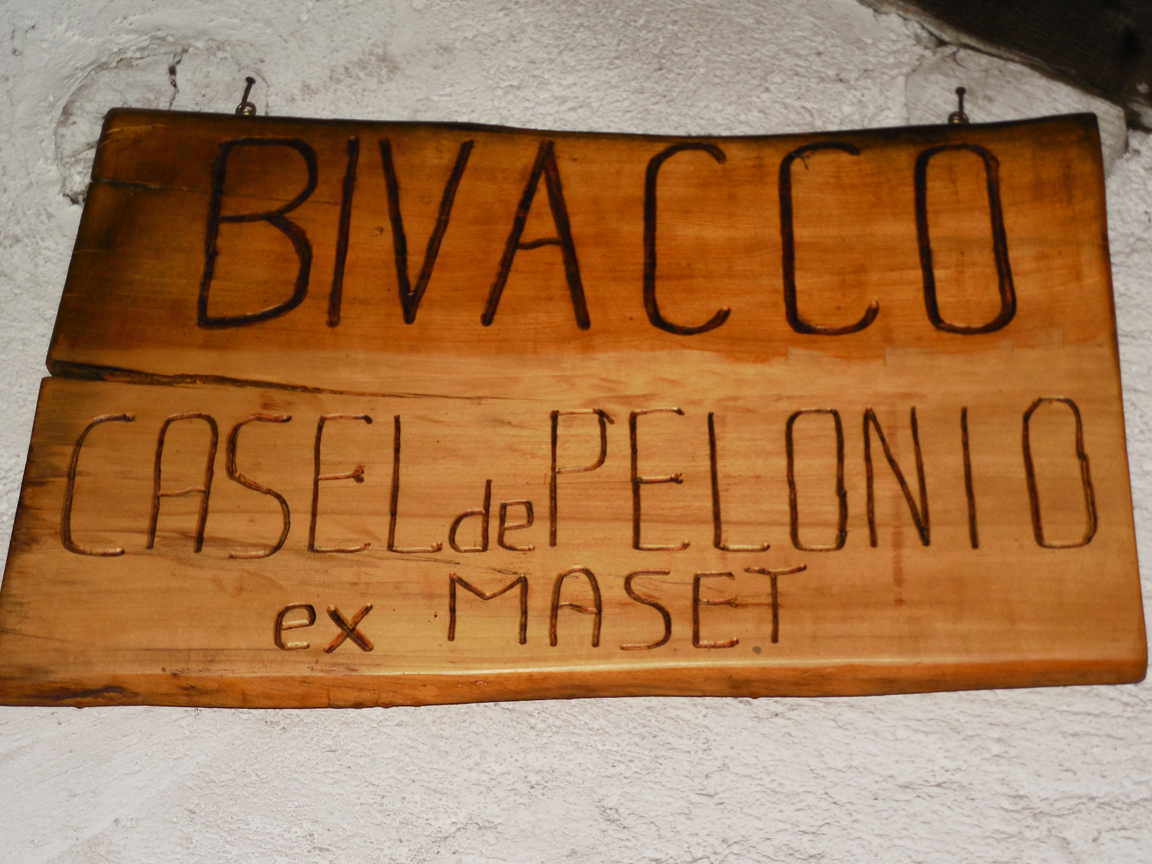 BIVACCO
CASEL de PELONIO
ex MASET